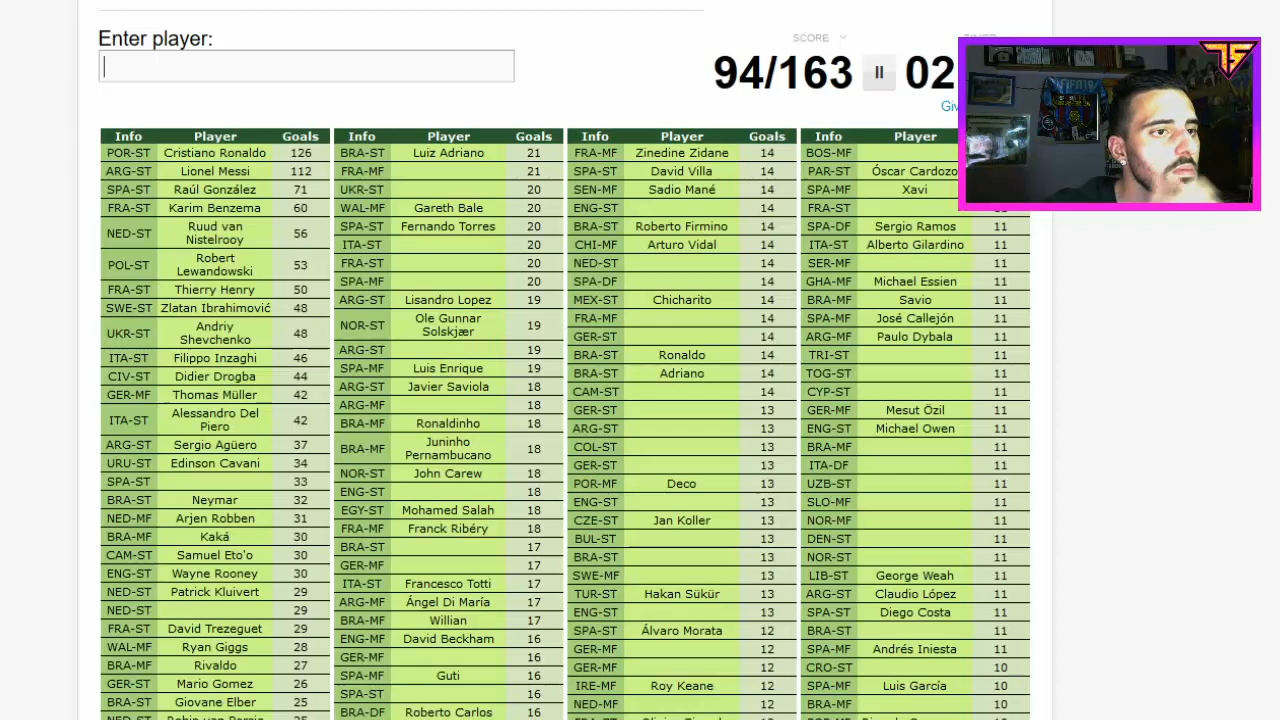 Enter player:
SCORE
94/163
02
Giv
Info Player Goals
POR-ST Cristiano Ronaldo 126
ARG-ST Lionel Messi 112
SPA-ST Raúl González 71
FRA-ST Karim Benzema 60
NED-ST Ruud van Nistelrooy 56
POL-ST Robert Lewandowski 53
FRA-ST Thierry Henry 50
SWE-ST Zlatan Ibrahimović 48
UKR-ST Andriy Shevchenko 48
ITA-ST Filippo Inzaghi 46
CIV-ST Didier Drogba 44
GER-MF Thomas Müller 42
ITA-ST Alessandro Del Piero 42
ARG-ST Sergio Agüero 37
URU-ST Edinson Cavani 34
SPA-ST 33
BRA-ST Neymar 32
NED-MF Arjen Robben 31
BRA-MF Kaká 30
CAM-ST Samuel Eto'o 30
ENG-ST Wayne Rooney 30
NED-ST Patrick Kluivert 29
NED-ST 29
FRA-ST David Trezeguet 29
WAL-MF Ryan Giggs 28
BRA-MF Rivaldo 27
GER-ST Mario Gomez 26
BRA-ST Giovane Elber 25
Info Player Goals
BRA-ST Luiz Adriano 21
FRA-MF 21
UKR-ST 20
WAL-MF Gareth Bale 20
SPA-ST Fernando Torres 20
ITA-ST 20
FRA-ST 20
SPA-MF 20
ARG-ST Lisandro Lopez 19
NOR-ST Ole Gunnar Solskjær 19
ARG-ST 19
SPA-MF Luis Enrique 19
ARG-ST Javier Saviola 18
ARG-MF 18
BRA-MF Ronaldinho 18
BRA-MF Juninho Pernambucano 18
NOR-ST John Carew 18
ENG-ST 18
EGY-ST Mohamed Salah 18
FRA-MF Franck Ribéry 18
BRA-ST 17
GER-MF 17
ITA-ST Francesco Totti 17
ARG-MF Ángel Di María 17
BRA-MF Willian 17
ENG-MF David Beckham 16
GER-MF 16
SPA-MF Guti 16
SPA-ST 16
BRA-DF Roberto Carlos 16
Info Player Goals
FRA-MF Zinedine Zidane 14
SPA-ST David Villa 14
SEN-MF Sadio Mané 14
ENG-ST 14
BRA-ST Roberto Firmino 14
CHI-MF Arturo Vidal 14
NED-ST 14
SPA-DF 14
MEX-ST Chicharito 14
FRA-MF 14
GER-ST 14
BRA-ST Ronaldo 14
BRA-ST Adriano 14
CAM-ST 14
GER-ST 13
ARG-ST 13
COL-ST 13
GER-ST 13
POR-MF Deco 13
ENG-ST 13
CZE-ST Jan Koller 13
BUL-ST 13
BRA-ST 13
SWE-MF 13
TUR-ST Hakan Sükür 13
ENG-ST 13
SPA-ST Álvaro Morata 12
GER-MF 12
GER-MF 12
IRE-MF Roy Keane 12
NED-MF 12
Info Player
BOS-MF
PAR-ST Óscar Cardozo
SPA-MF Xavi
FRA-ST
SPA-DF Sergio Ramos 11
ITA-ST Alberto Gilardino 11
SER-MF 11
GHA-MF Michael Essien 11
BRA-MF Savio 11
SPA-MF José Callejón 11
ARG-MF Paulo Dybala 11
TRI-ST 11
TOG-ST 11
CYP-ST 11
GER-MF Mesut Özil 11
ENG-ST Michael Owen 11
BRA-MF 11
ITA-DF 11
UZB-ST 11
SLO-MF 11
NOR-MF 11
DEN-ST 11
NOR-ST 11
LIB-ST George Weah 11
ARG-ST Claudio López 11
SPA-ST Diego Costa 11
BRA-ST 11
SPA-MF Andrés Iniesta 11
CRO-ST 10
SPA-MF Luis García 10
BRA-MF 10
TS